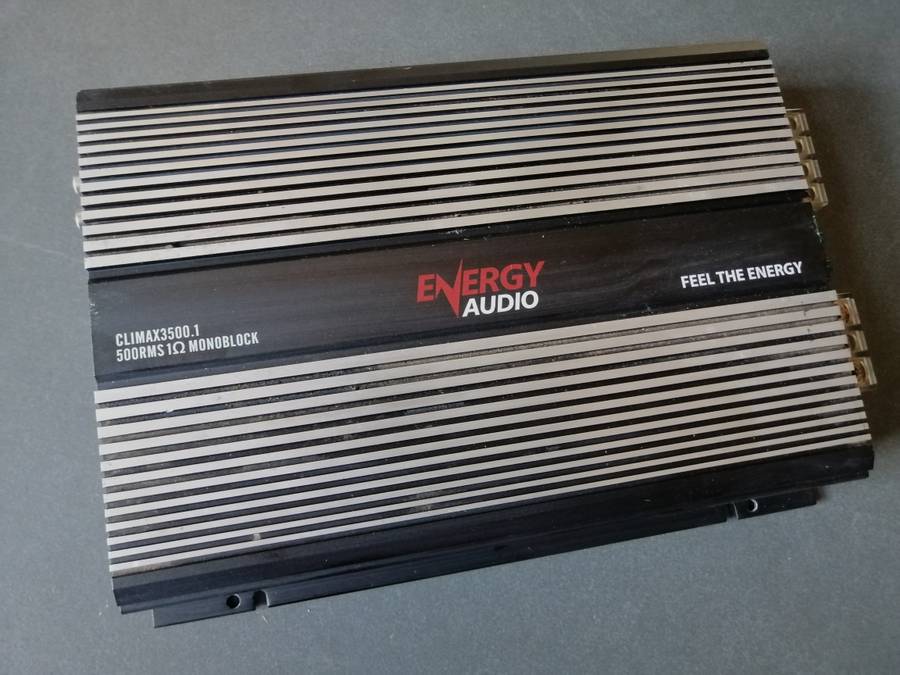 ENERGY
AUDIO
FEEL THE ENERGY
CLIMAX3500.1
500RMS 1Ω MONOBLOCK